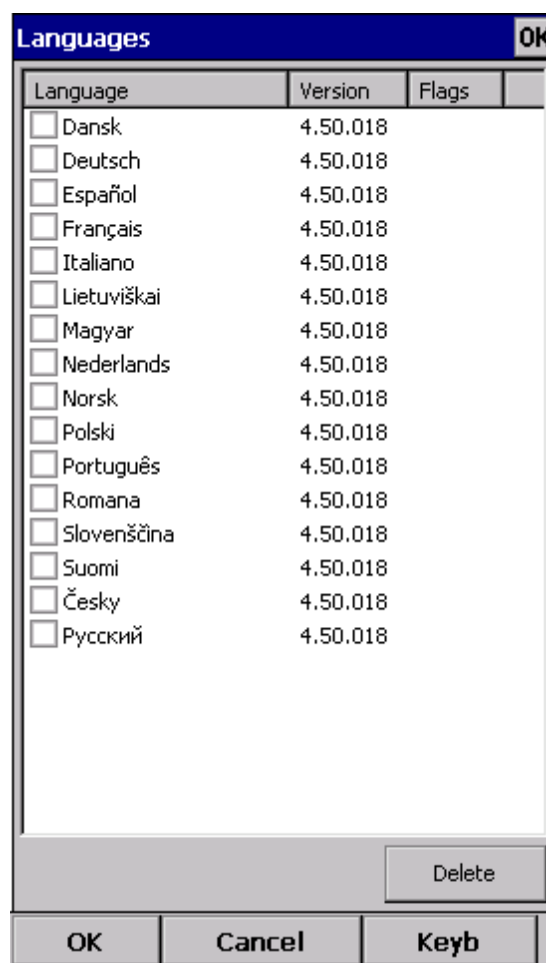 Languages OK
Language Version Flags
Dansk 4.50.018
Deutsch 4.50.018
Español 4.50.018
Français 4.50.018
Italiano 4.50.018
Lietuviškai 4.50.018
Magyar 4.50.018
Nederlands 4.50.018
Norsk 4.50.018
Polski 4.50.018
Português 4.50.018
Romana 4.50.018
Slovenščina 4.50.018
Suomi 4.50.018
Česky 4.50.018
Русский 4.50.018
Delete
OK Cancel Keyb